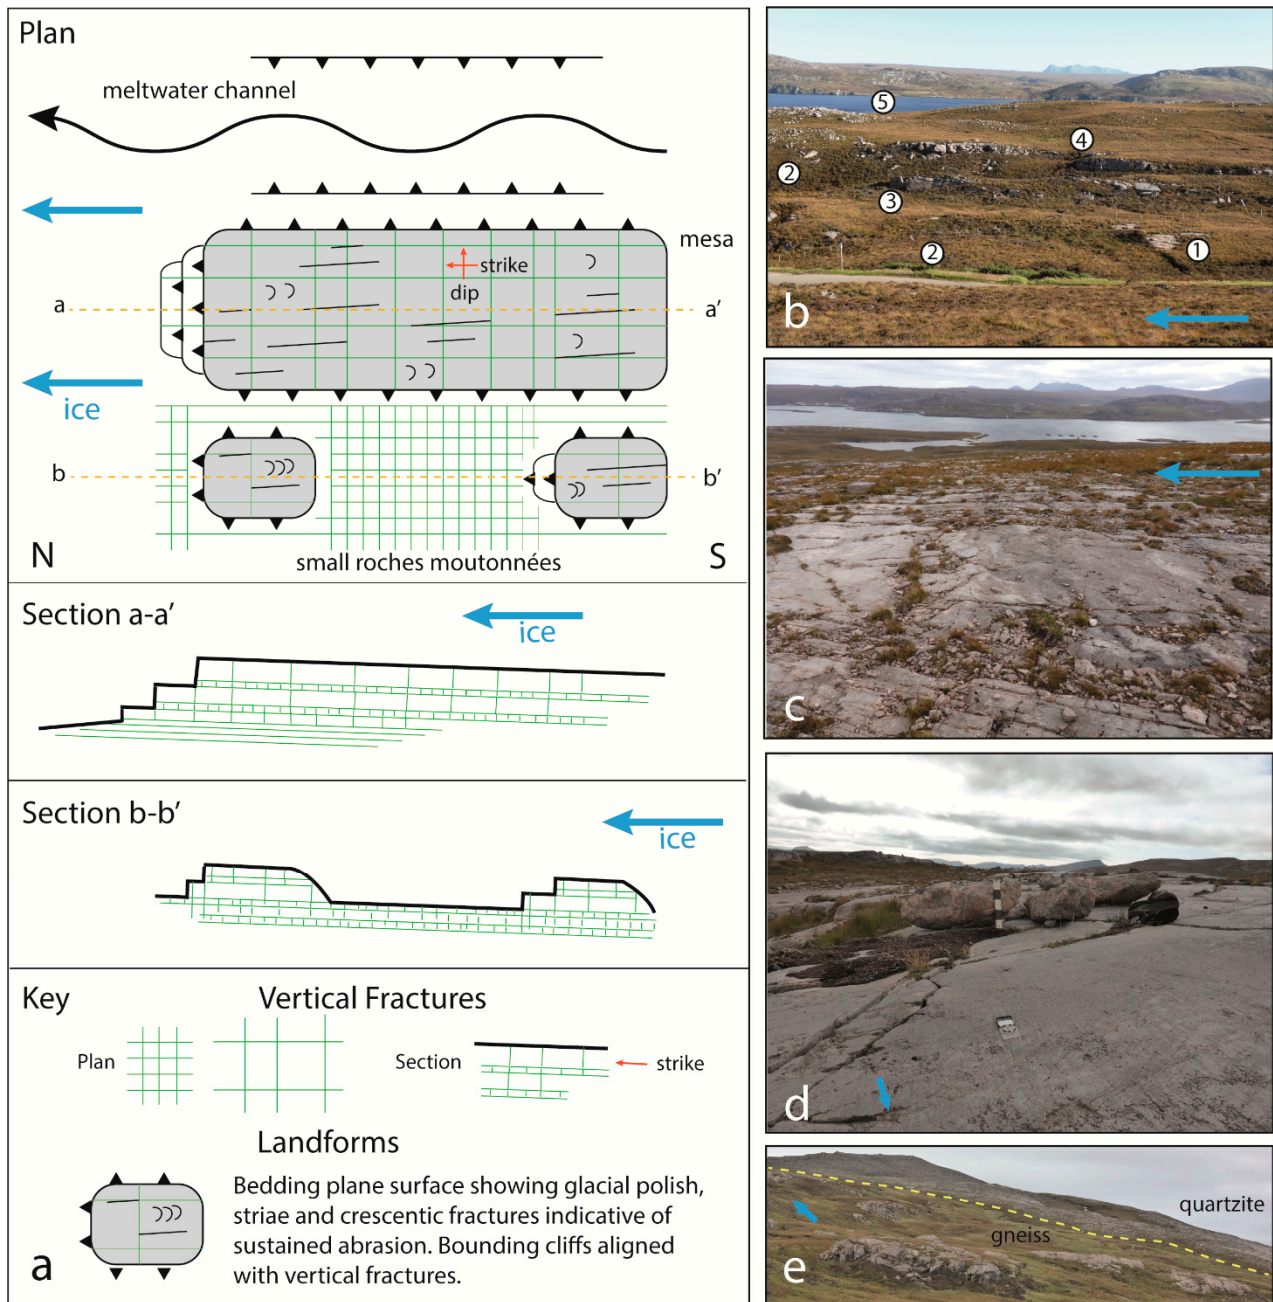 Plan
meltwater channel
mesa
strike
dip
a
a’
ice
b
b’
N
S
small roches moutonnées
Section a-a’
ice
Section b-b’
ice
Key
Vertical Fractures
Plan
Section
strike
Landforms
Bedding plane surface showing glacial polish,
striae and crescentic fractures indicative of
sustained abrasion. Bounding cliffs aligned
with vertical fractures.
a
5
4
2
3
2
1
b
c
d
quartzite
gneiss
e